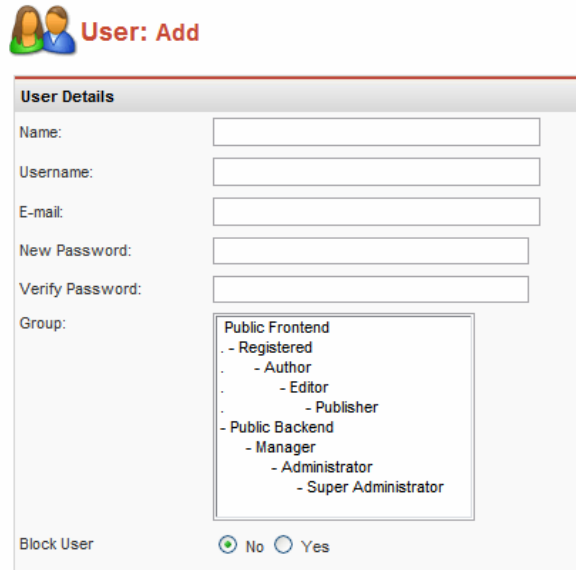 User: Add
User Details
Name:
Username:
E-mail:
New Password:
Verify Password:
Group:
Public Frontend
. - Registered
. - Author
. - Editor
. - Publisher
- Public Backend
- Manager
- Administrator
- Super Administrator
Block User No Yes